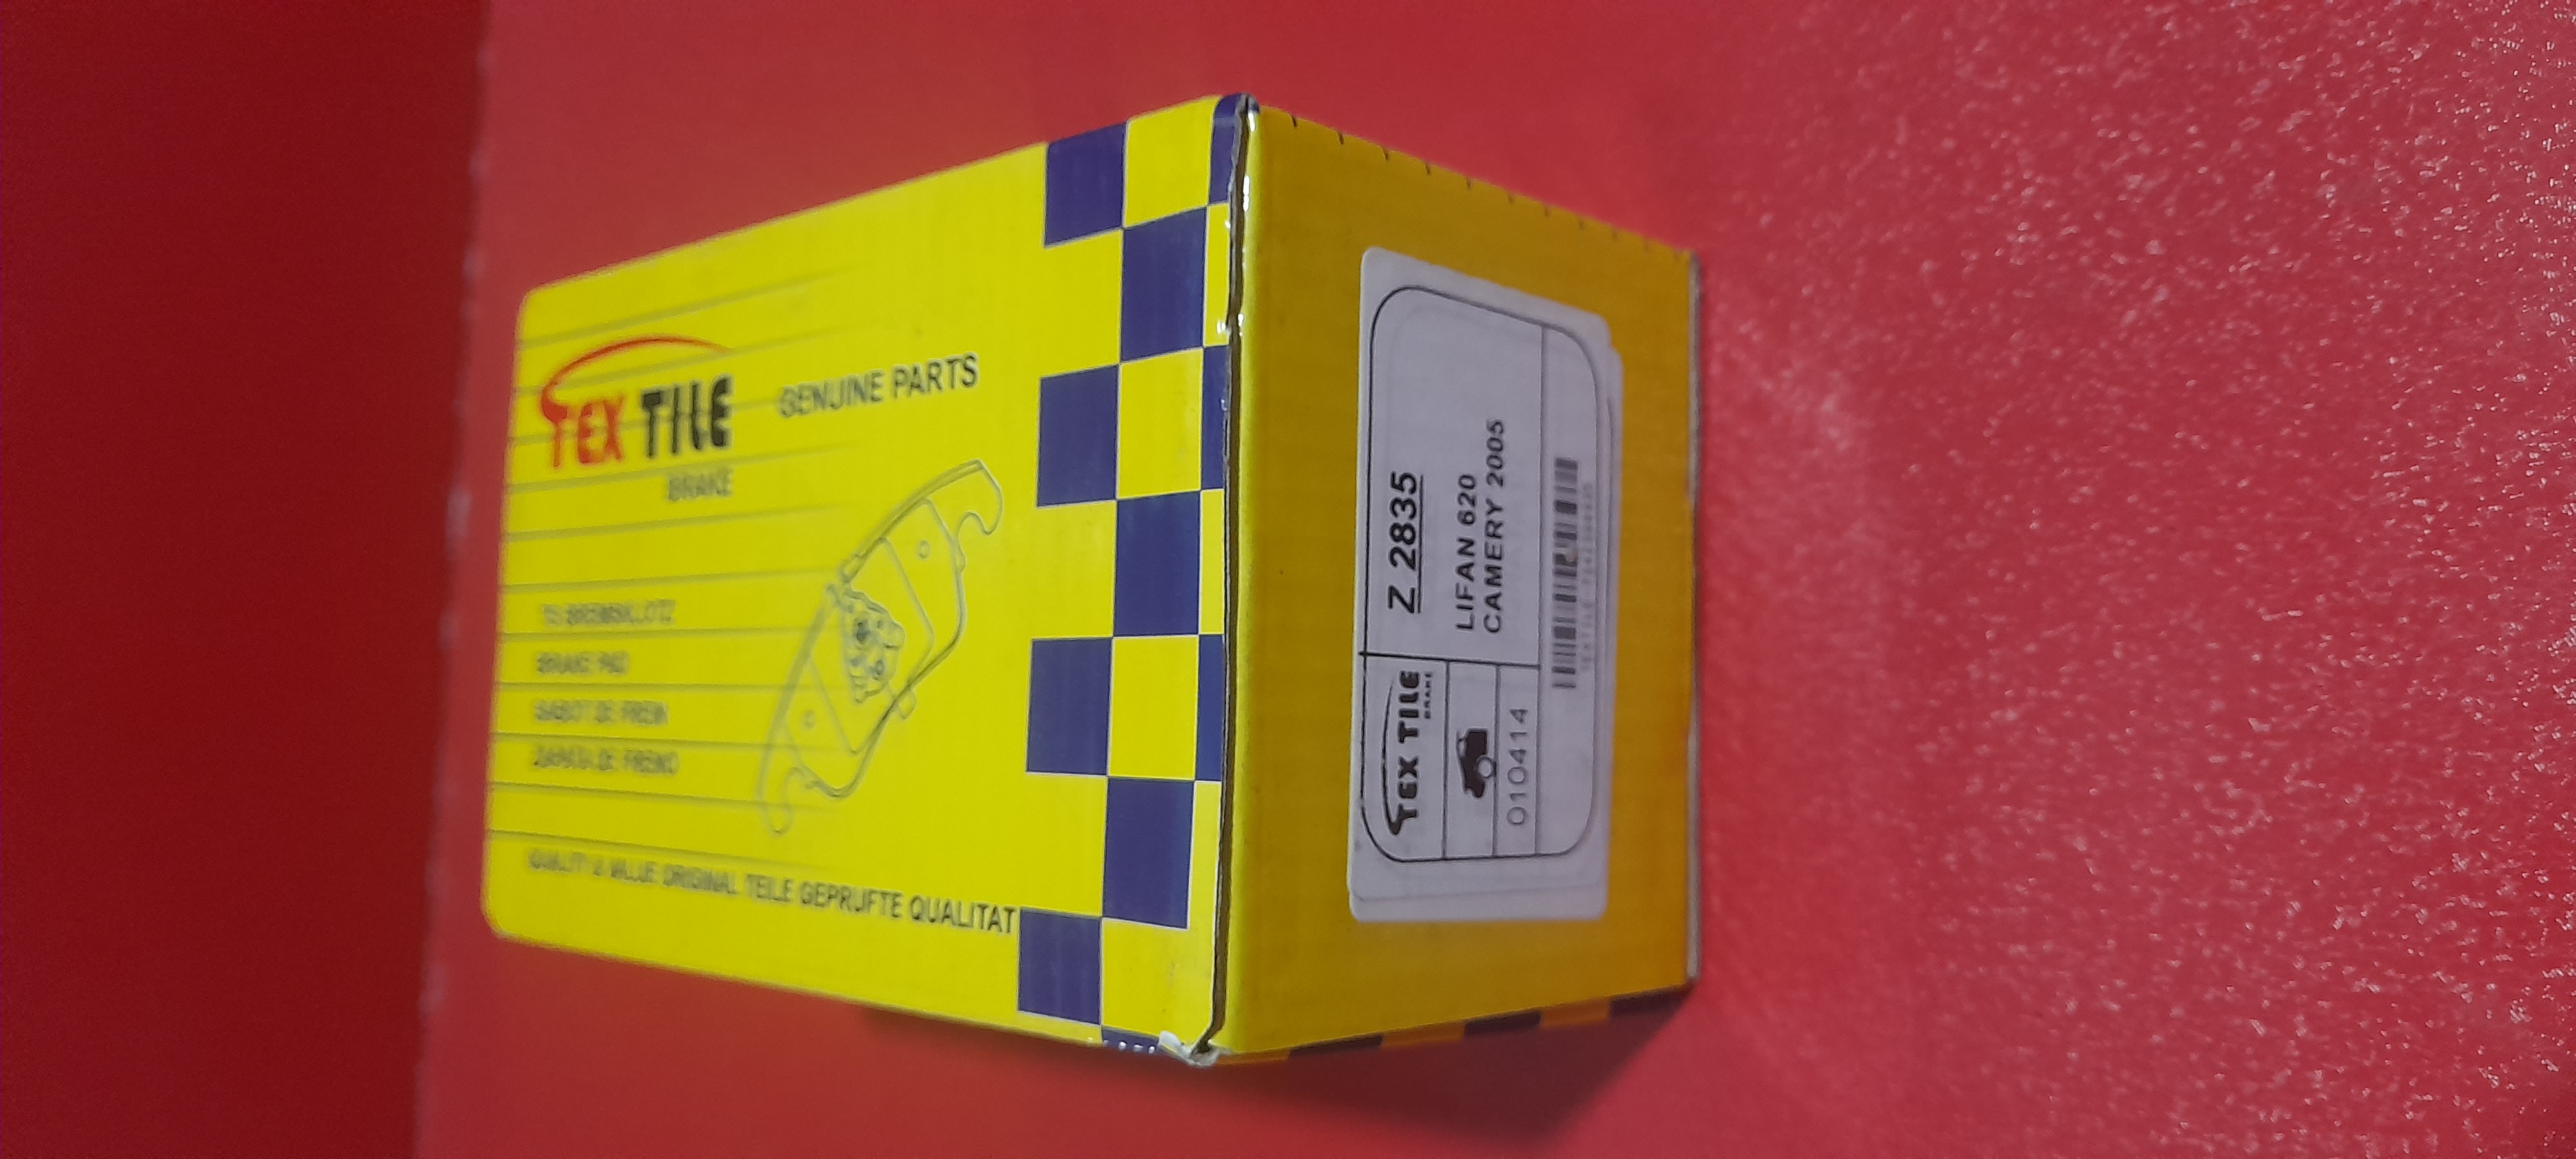 TEX TILE
BRAKE
GENUINE PARTS
BREMSKLOTZ
BRAKE PAD
SABOT DE FREIN
ZAPATA DE FRENO
QUALITY & VALUE ORIGINAL TEILE GEPRUFTE QUALITAT
TEX TILE
BRAKE
Z 2835
LIFAN 620
CAMERY 2005
010414